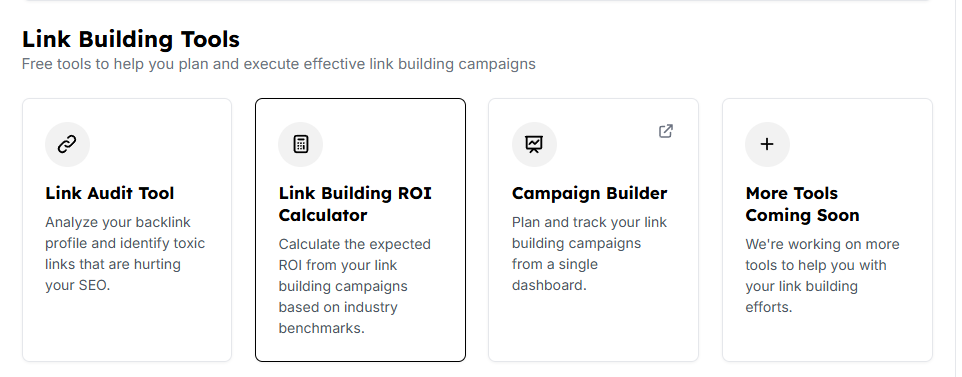 Link Building Tools
Free tools to help you plan and execute effective link building campaigns
Link Audit Tool
Analyze your backlink
profile and identify toxic
links that are hurting
your SEO.
Link Building ROI
Calculator
Calculate the expected
ROI from your link
building campaigns
based on industry
benchmarks.
Campaign Builder
Plan and track your link
building campaigns
from a single
dashboard.
More Tools
Coming Soon
We're working on more
tools to help you with
your link building
efforts.